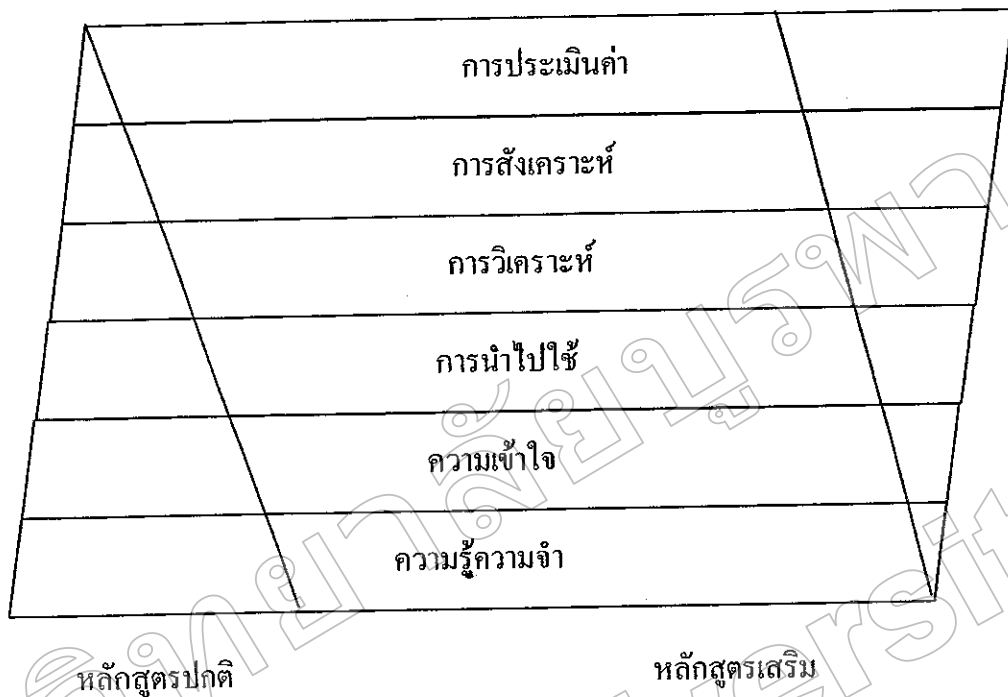 การประเมินค่า
การสังเคราะห์
การวิเคราะห์
การนำไปใช้
ความเข้าใจ
ความรู้ความจำ
หลักสูตรปกติ
หลักสูตรเสริม